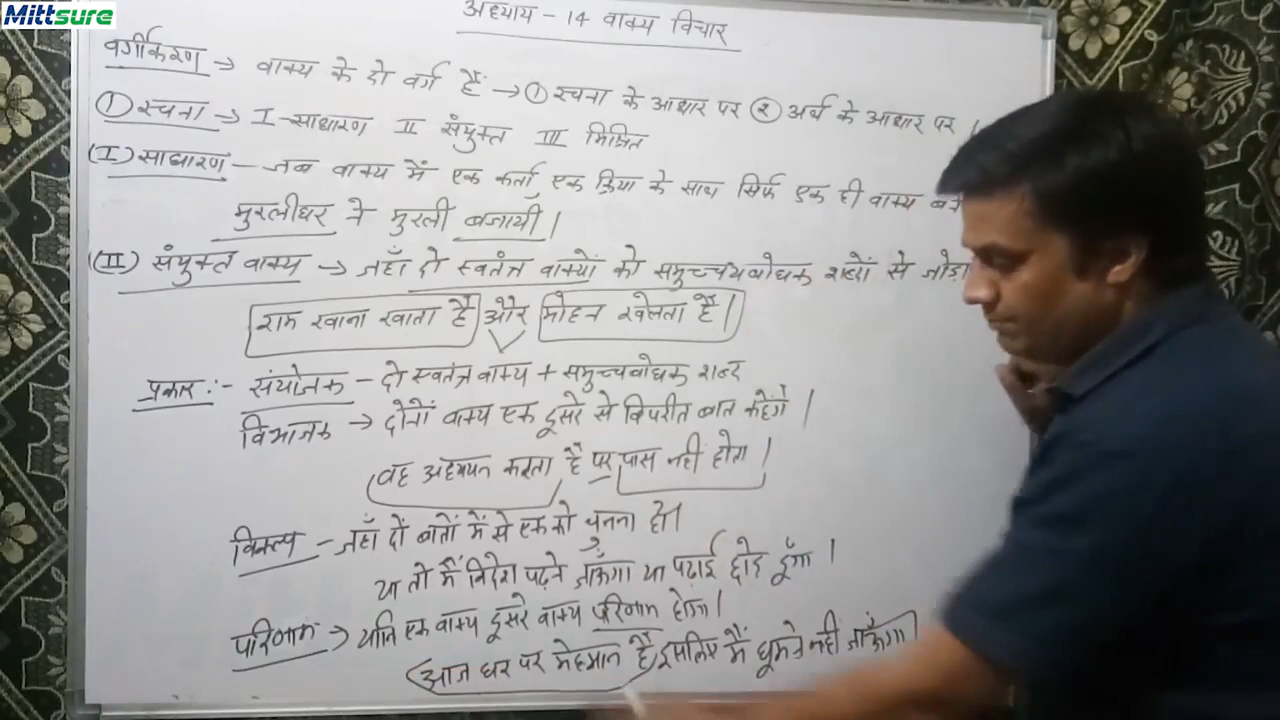 Mittsure
अध्याय - 14 वाक्य विचार
वर्गीकरण → वाक्य के दो वर्ग हैं → ① रचना के आधार पर ② अर्थ के आधार पर ।
① रचना → I साधारण II संयुक्त III मिश्रित
(I) साधारण - जब वाक्य में एक कर्ता, एक क्रिया के साथ सिर्फ एक ही वाक्य
मुरलीधर ने मुरली बजायी ।
(II) संयुक्त वाक्य → जहाँ दो स्वतंत्र वाक्यों को समुच्चयबोधक शब्दों से जोड़ा
राम खाना खाता है और मोहन खेलता है ।
प्रकार :- संयोजक - दो स्वतंत्र वाक्य + समुच्चबोधक शब्द
विभाजक → दोनों वाक्य एक दूसरे से विपरीत बात कहेंगे ।
वह अध्ययन करता है पर पास नही होता ।
विकल्प - जहाँ दो बातों में से एक को चुनना हो ।
या तो मैं विदेश पढ़ने जाऊँगा या पढ़ाई छोड़ दूँगा ।
परिणाम → यानि एक वाक्य दूसरे वाक्य परिणाम होगा ।
आज घर पर मेहमान हैं इसलिए मैं घूमने नही जाऊँगा